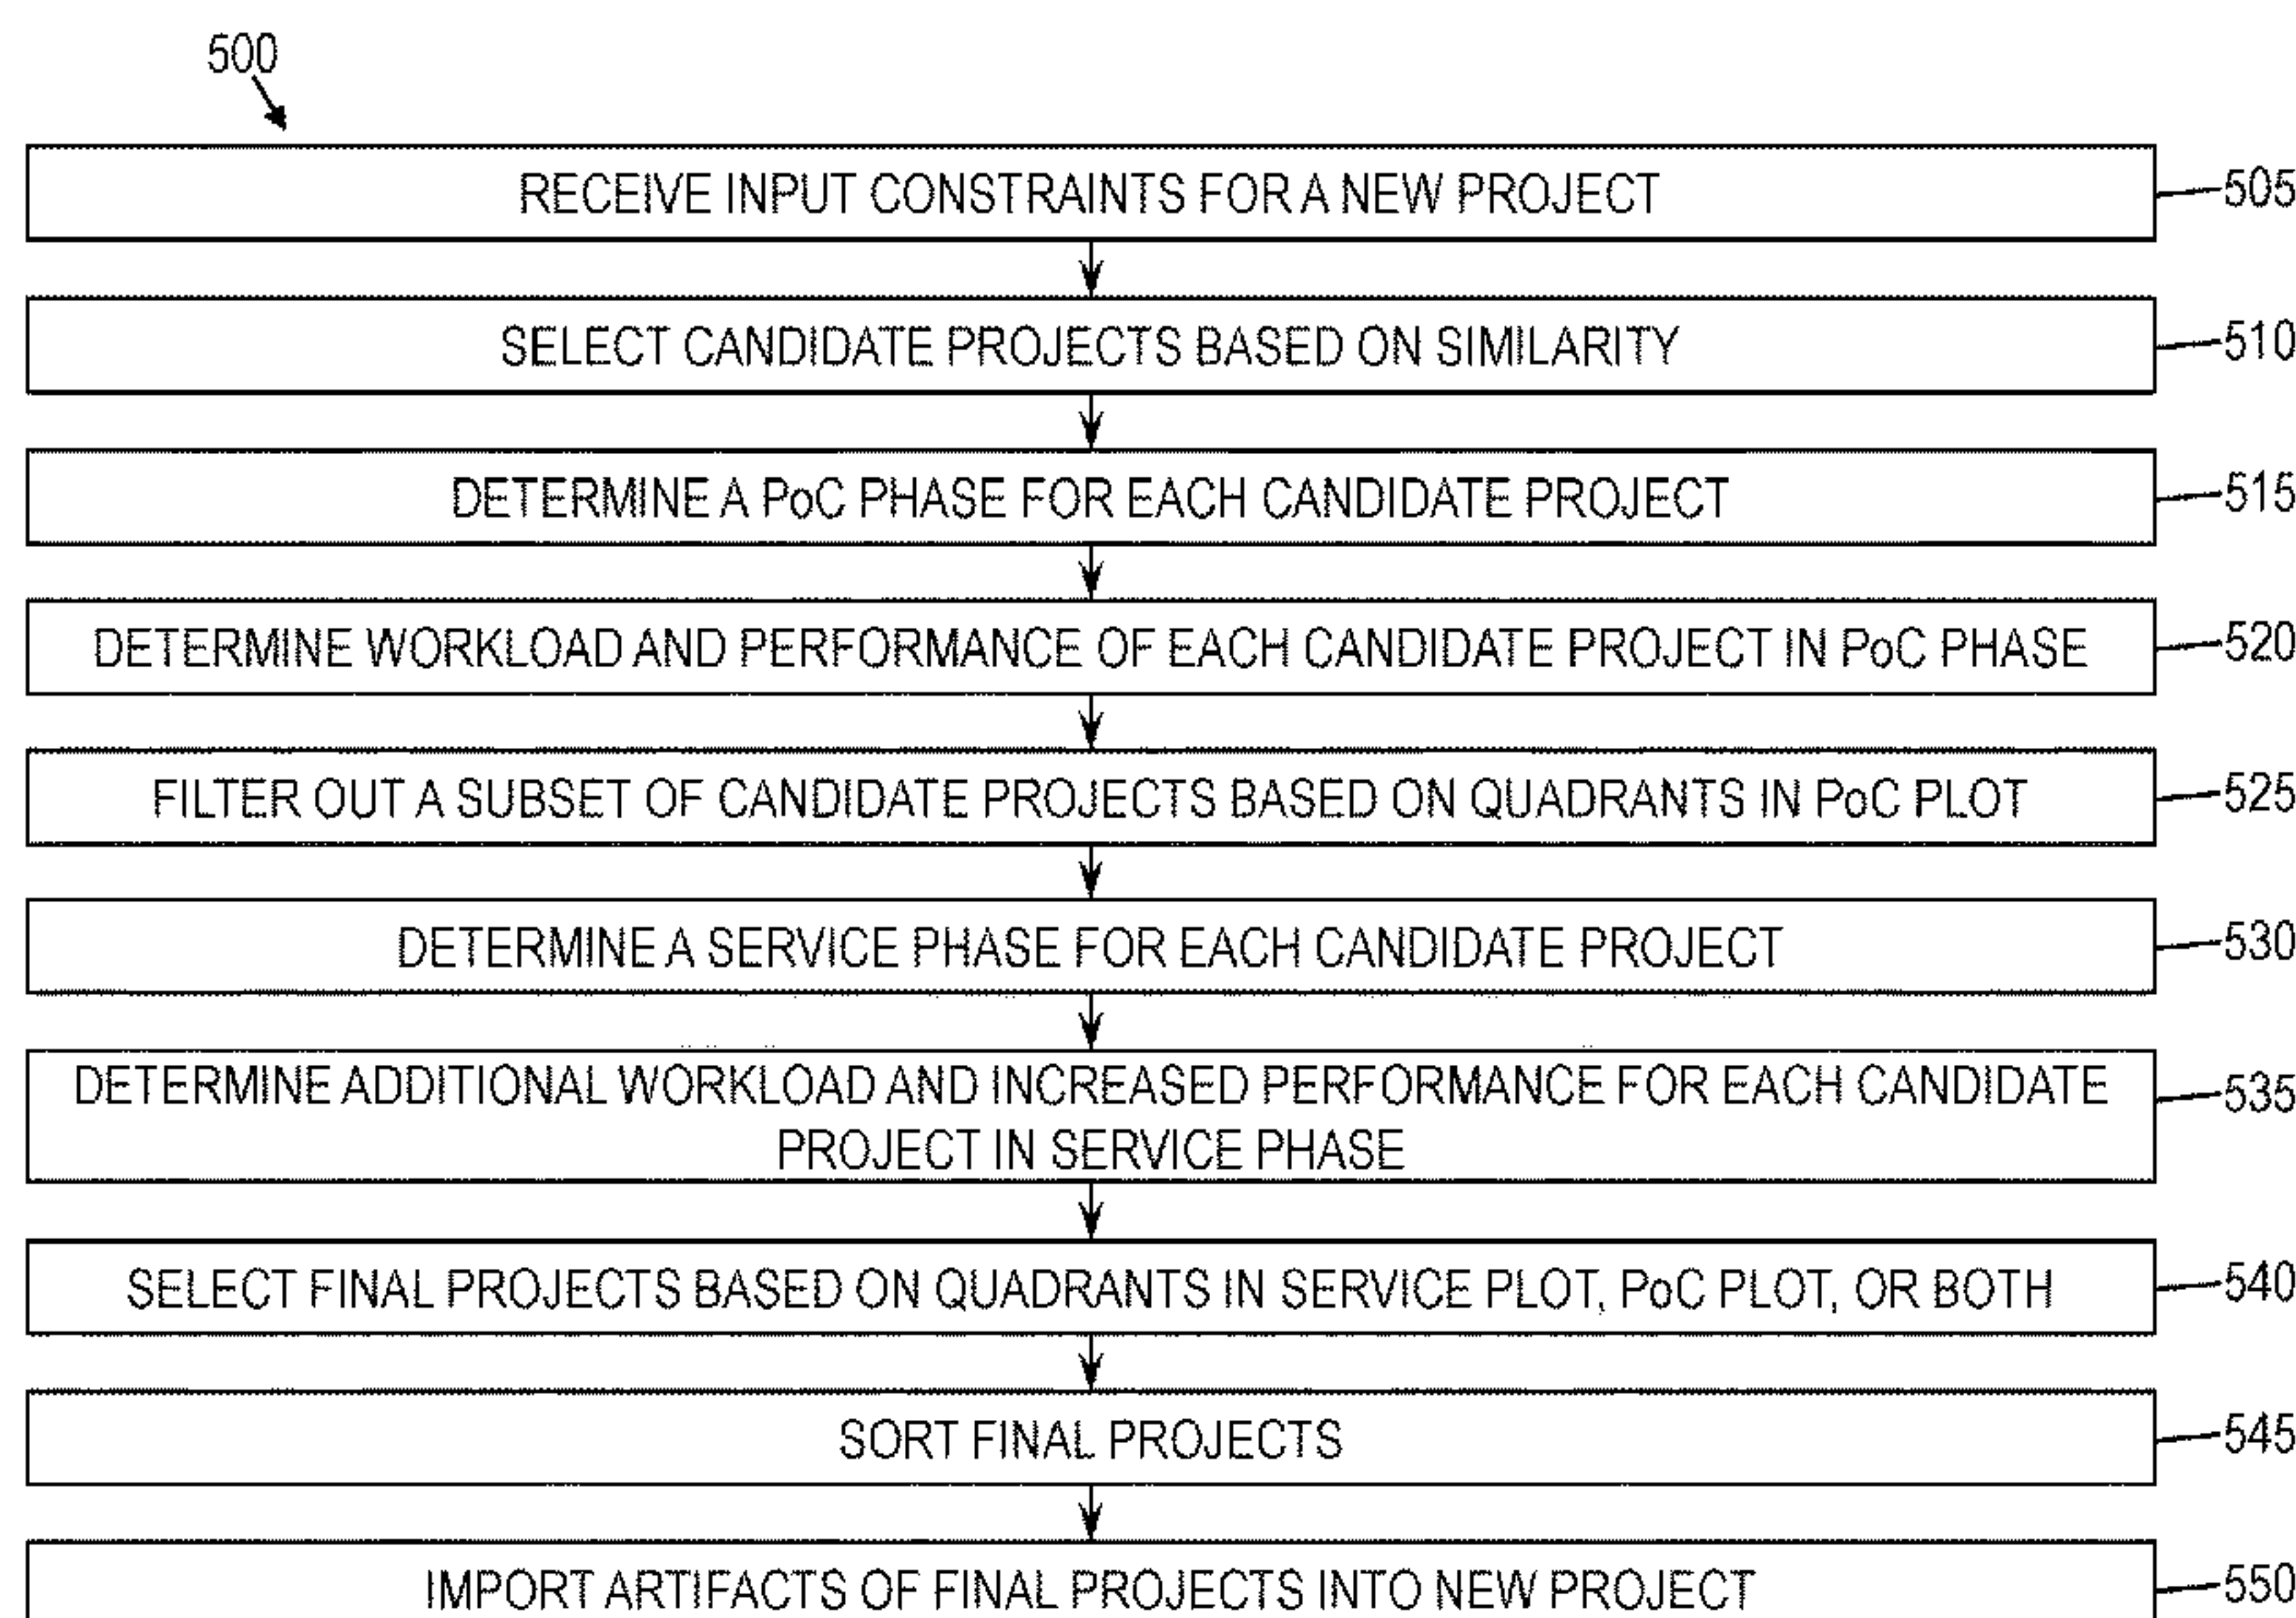 500
RECEIVE INPUT CONSTRAINTS FOR A NEW PROJECT
505
SELECT CANDIDATE PROJECTS BASED ON SIMILARITY
510
DETERMINE A PoC PHASE FOR EACH CANDIDATE PROJECT
515
DETERMINE WORKLOAD AND PERFORMANCE OF EACH CANDIDATE PROJECT IN PoC PHASE
520
FILTER OUT A SUBSET OF CANDIDATE PROJECTS BASED ON QUADRANTS IN PoC PLOT
525
DETERMINE A SERVICE PHASE FOR EACH CANDIDATE PROJECT
530
DETERMINE ADDITIONAL WORKLOAD AND INCREASED PERFORMANCE FOR EACH CANDIDATE
PROJECT IN SERVICE PHASE
535
SELECT FINAL PROJECTS BASED ON QUADRANTS IN SERVICE PLOT, PoC PLOT, OR BOTH
540
SORT FINAL PROJECTS
545
IMPORT ARTIFACTS OF FINAL PROJECTS INTO NEW PROJECT
550